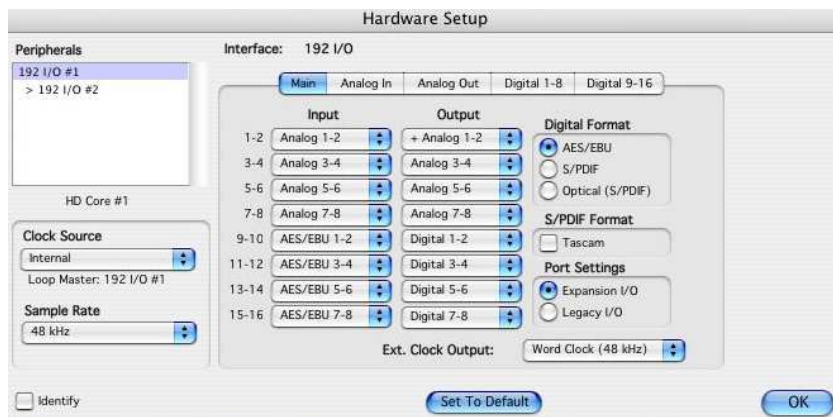 Hardware Setup
Peripherals
192 I/O #1
> 192 I/O #2
HD Core #1
Clock Source
Internal
Loop Master: 192 I/O #1
Sample Rate
48 kHz
Identify
Interface: 192 I/O
Main Analog In Analog Out Digital 1-8 Digital 9-16
Input Output
1-2 Analog 1-2 + Analog 1-2
3-4 Analog 3-4 Analog 3-4
5-6 Analog 5-6 Analog 5-6
7-8 Analog 7-8 Analog 7-8
9-10 AES/EBU 1-2 Digital 1-2
11-12 AES/EBU 3-4 Digital 3-4
13-14 AES/EBU 5-6 Digital 5-6
15-16 AES/EBU 7-8 Digital 7-8
Digital Format
AES/EBU
S/PDIF
Optical (S/PDIF)
S/PDIF Format
Tascam
Port Settings
Expansion I/O
Legacy I/O
Ext. Clock Output: Word Clock (48 kHz)
Set To Default
OK